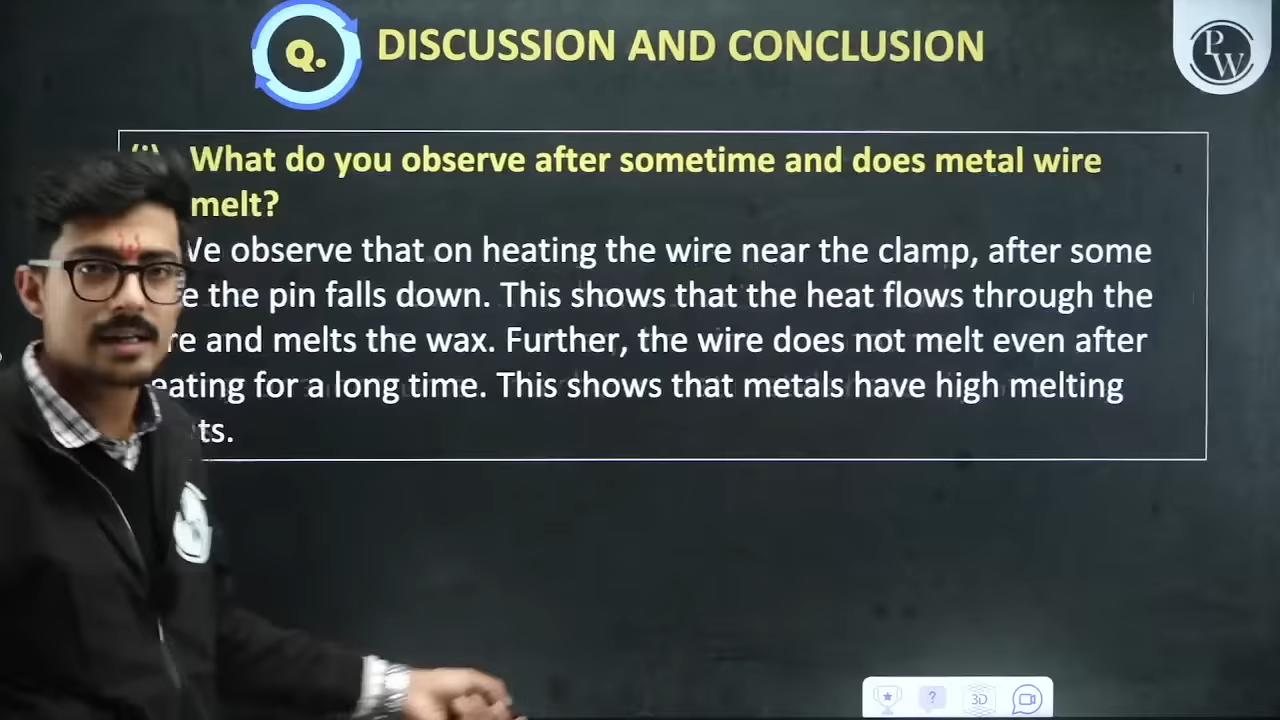 Q. DISCUSSION AND CONCLUSION
PW
What do you observe after sometime and does metal wire
melt?
observe that on heating the wire near the clamp, after some
the pin falls down. This shows that the heat flows through the
and melts the wax. Further, the wire does not melt even after
for a long time. This shows that metals have high melting
?
3D